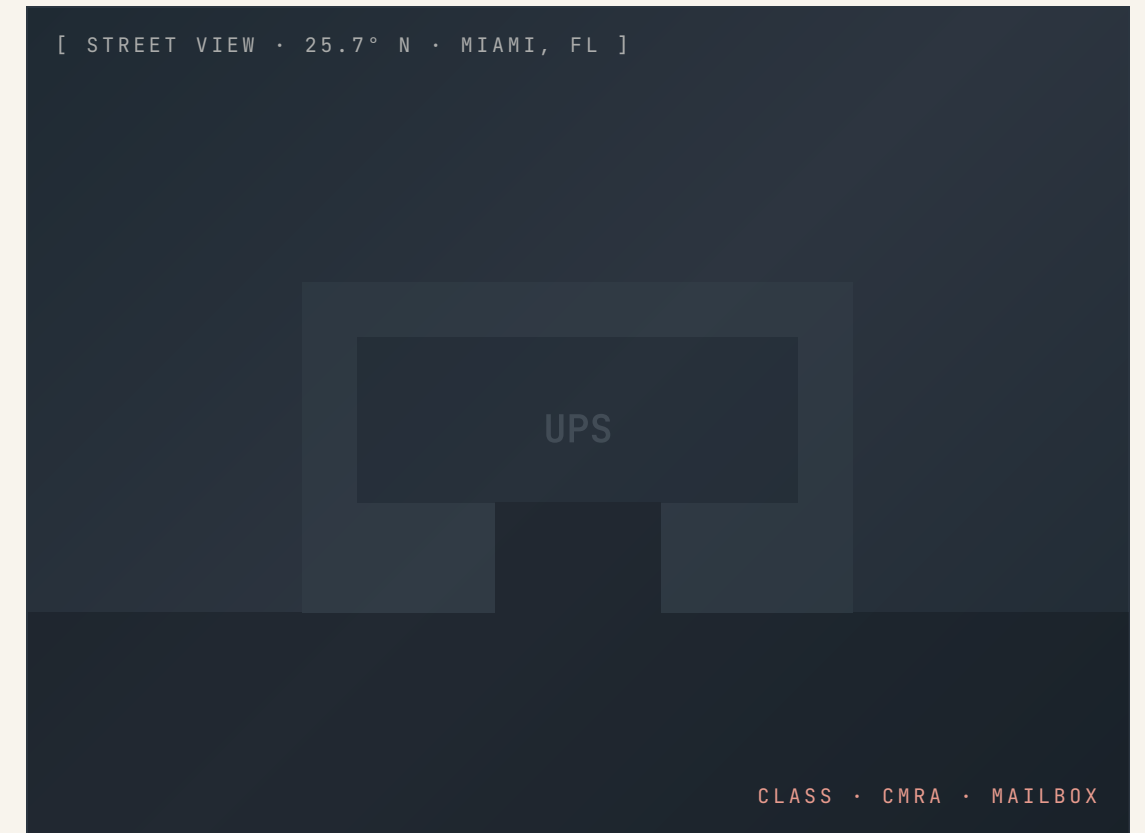 [ STREET VIEW · 25.7° N · MIAMI, FL ]
UPS
CLASS · CMRA · MAILBOX